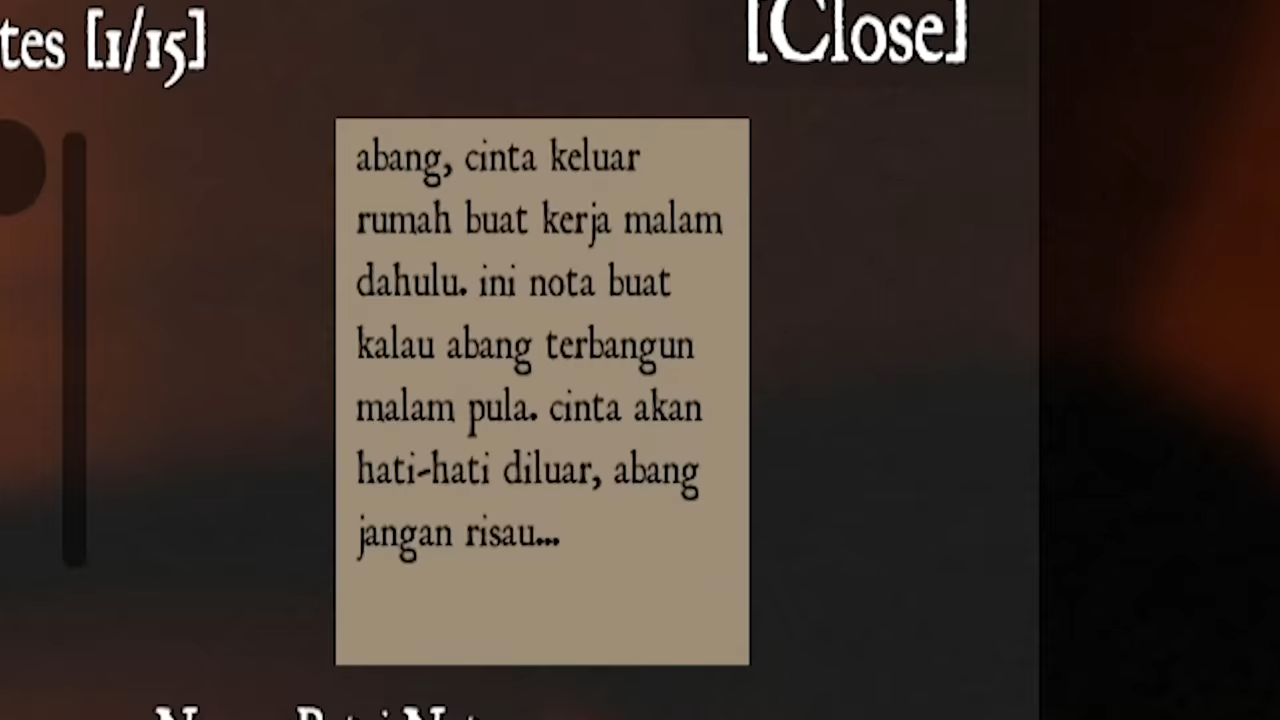 tes [1/15]
[Close]
abang, cinta keluar
rumah buat kerja malam
dahulu. ini nota buat
kalau abang terbangun
malam pula. cinta akan
hati-hati diluar, abang
jangan risau...